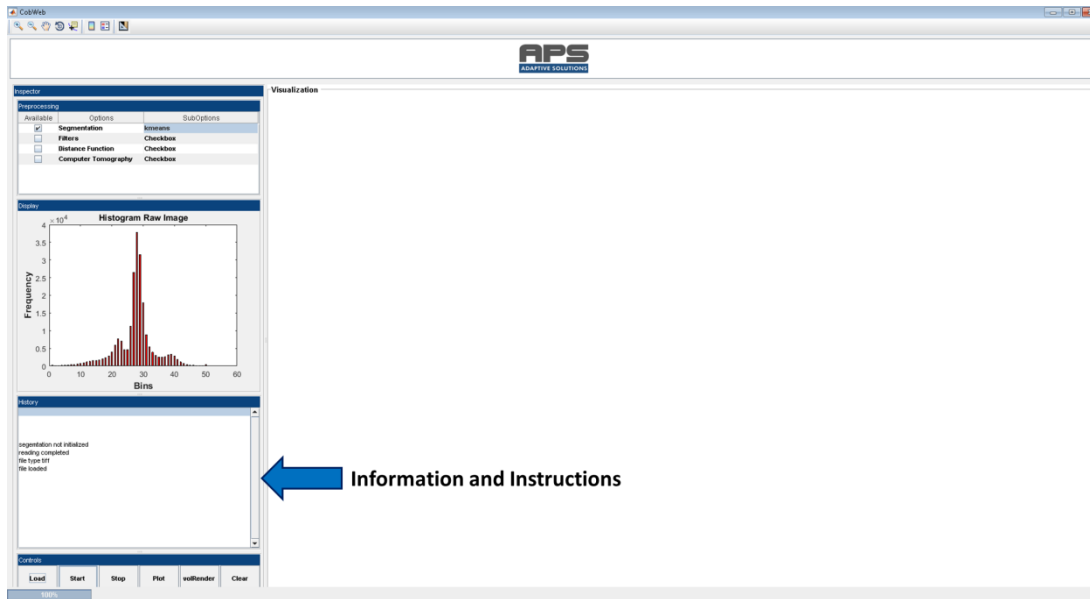 CobWeb
APS
ADAPTIVE SOLUTIONS
Inspector
Visualization
Preprocessing
Available Options SubOptions
Segmentation kmeans
Filters Checkbox
Distance Function Checkbox
Computer Tomography Checkbox
Display
×10^4 Histogram Raw Image
4
3.5
3
2.5
2
1.5
1
0.5
0
Frequency
0 10 20 30 40 50 60
Bins
History
segemtation not initialized
reading completed
file type tiff
file loaded
Information and Instructions
Controls
Load Start Stop Plot volRender Clear
100%